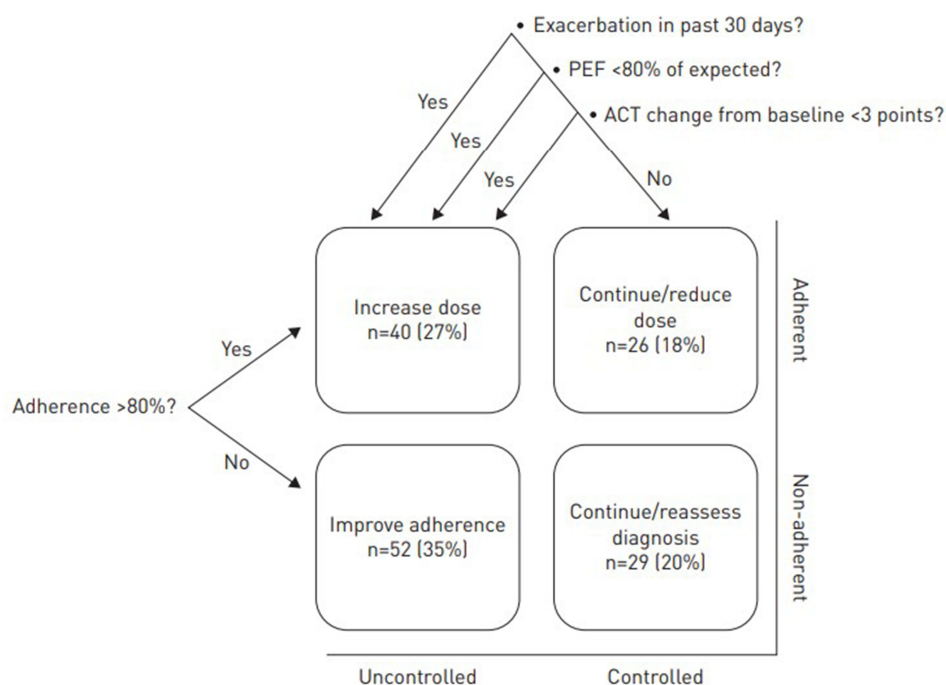 • Exacerbation in past 30 days?
• PEF <80% of expected?
• ACT change from baseline <3 points?
Yes
Yes
Yes
No
Increase dose
n=40 (27%)
Continue/reduce
dose
n=26 (18%)
Adherent
Adherence >80%?
Yes
No
Improve adherence
n=52 (35%)
Continue/reassess
diagnosis
n=29 (20%)
Non-adherent
Uncontrolled
Controlled